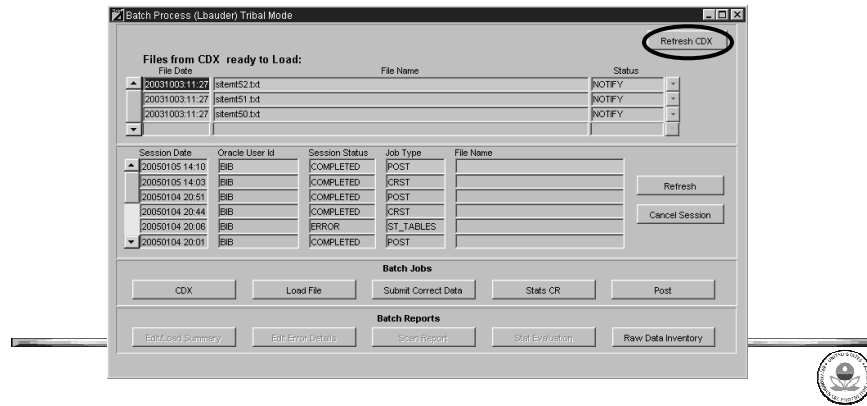 Batch Process (Lbauder) Tribal Mode
Refresh CDX
Files from CDX ready to Load:
File Date File Name Status
20031003:11:27 sitemt52.txt NOTIFY
20031003:11:27 sitemt51.txt NOTIFY
20031003:11:27 sitemt50.txt NOTIFY
Session Date Oracle User Id Session Status Job Type File Name
20050105 14:10 BIB COMPLETED POST
20050105 14:03 BIB COMPLETED CRST
20050104 20:51 BIB COMPLETED POST
20050104 20:44 BIB COMPLETED CRST
20050104 20:06 BIB ERROR ST_TABLES
20050104 20:01 BIB COMPLETED POST
Refresh
Cancel Session
Batch Jobs
CDX Load File Submit Correct Data Stats CR Post
Batch Reports
Edit/Load Summary Edit Error Details Scan Report Stat Evaluation Raw Data Inventory
UNITED STATES